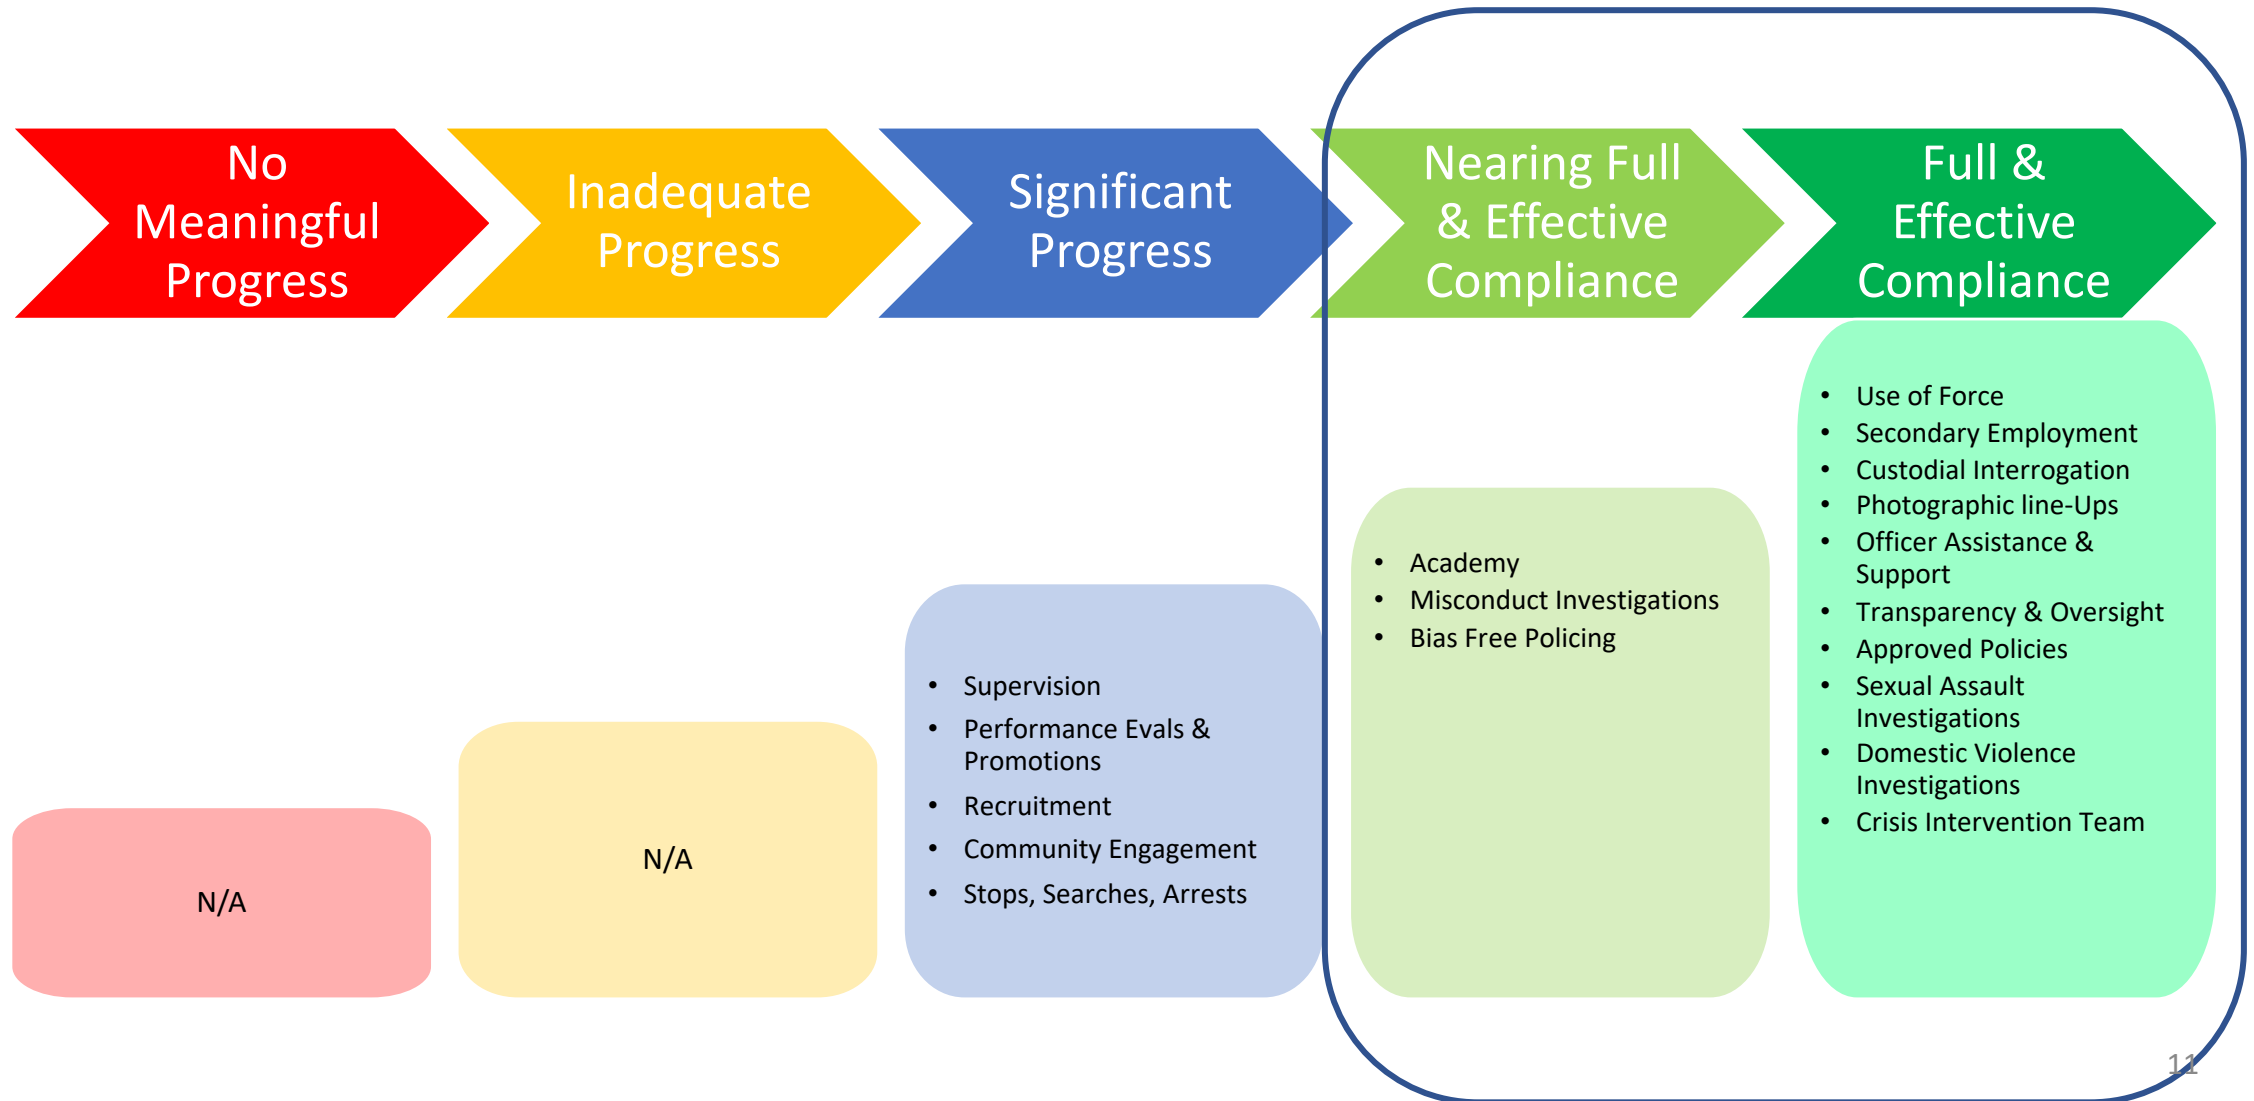 No
Meaningful
Progress
Inadequate
Progress
Significant
Progress
Nearing Full
& Effective
Compliance
Full &
Effective
Compliance
N/A
N/A
• Supervision
• Performance Evals &
Promotions
• Recruitment
• Community Engagement
• Stops, Searches, Arrests
• Academy
• Misconduct Investigations
• Bias Free Policing
• Use of Force
• Secondary Employment
• Custodial Interrogation
• Photographic line-Ups
• Officer Assistance &
Support
• Transparency & Oversight
• Approved Policies
• Sexual Assault
Investigations
• Domestic Violence
Investigations
• Crisis Intervention Team
11